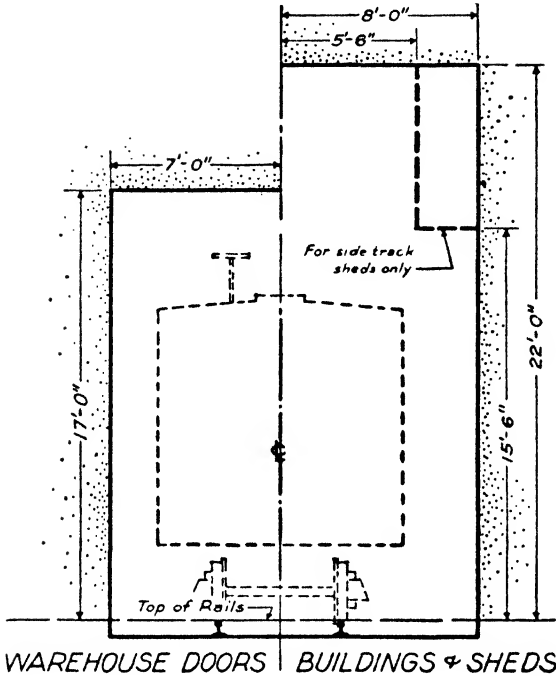 8'-0"
5'-6"
7'-0"
For side track
sheds only
17'-0"
22'-0"
15'-6"
℄
Top of Rails
WAREHOUSE DOORS | BUILDINGS & SHEDS